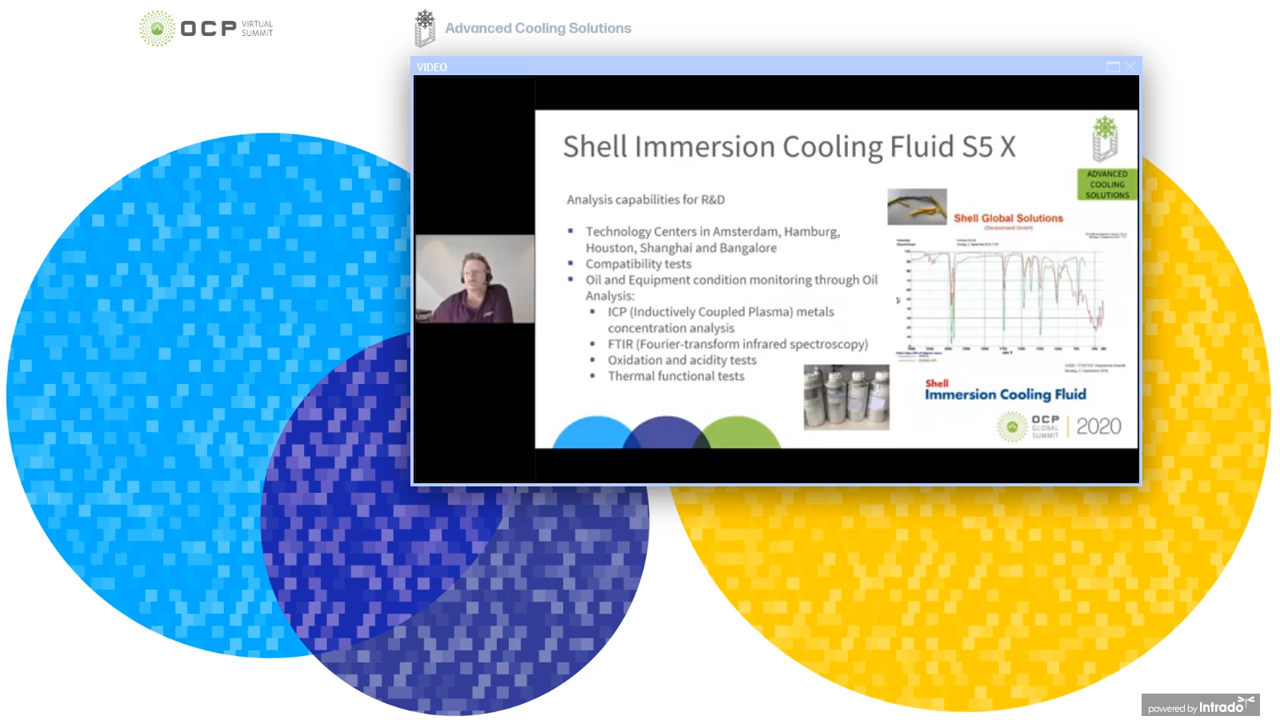 OCP VIRTUAL
SUMMIT
Advanced Cooling Solutions
VIDEO
Shell Immersion Cooling Fluid S5 X
ADVANCED
COOLING
SOLUTIONS
Analysis capabilities for R&D
Technology Centers in Amsterdam, Hamburg,
Houston, Shanghai and Bangalore
Compatibility tests
Oil and Equipment condition monitoring through Oil
Analysis:
ICP (Inductively Coupled Plasma) metals
concentration analysis
FTIR (Fourier-transform infrared spectroscopy)
Oxidation and acidity tests
Thermal functional tests
Shell Global Solutions
(Deutschland GmbH)
Shell
Immersion Cooling Fluid
OCP
GLOBAL
SUMMIT
2020
powered by Intrado